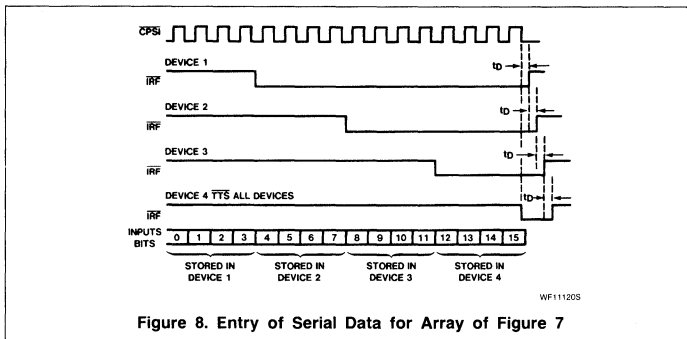 CPSI
DEVICE 1
tD
IRF
DEVICE 2
tD
IRF
DEVICE 3
tD
IRF
DEVICE 4 TTS ALL DEVICES
tD
IRF
INPUTS BITS 0 1 2 3 4 5 6 7 8 9 10 11 12 13 14 15
STORED IN DEVICE 1
STORED IN DEVICE 2
STORED IN DEVICE 3
STORED IN DEVICE 4
WF11120S
Figure 8. Entry of Serial Data for Array of Figure 7